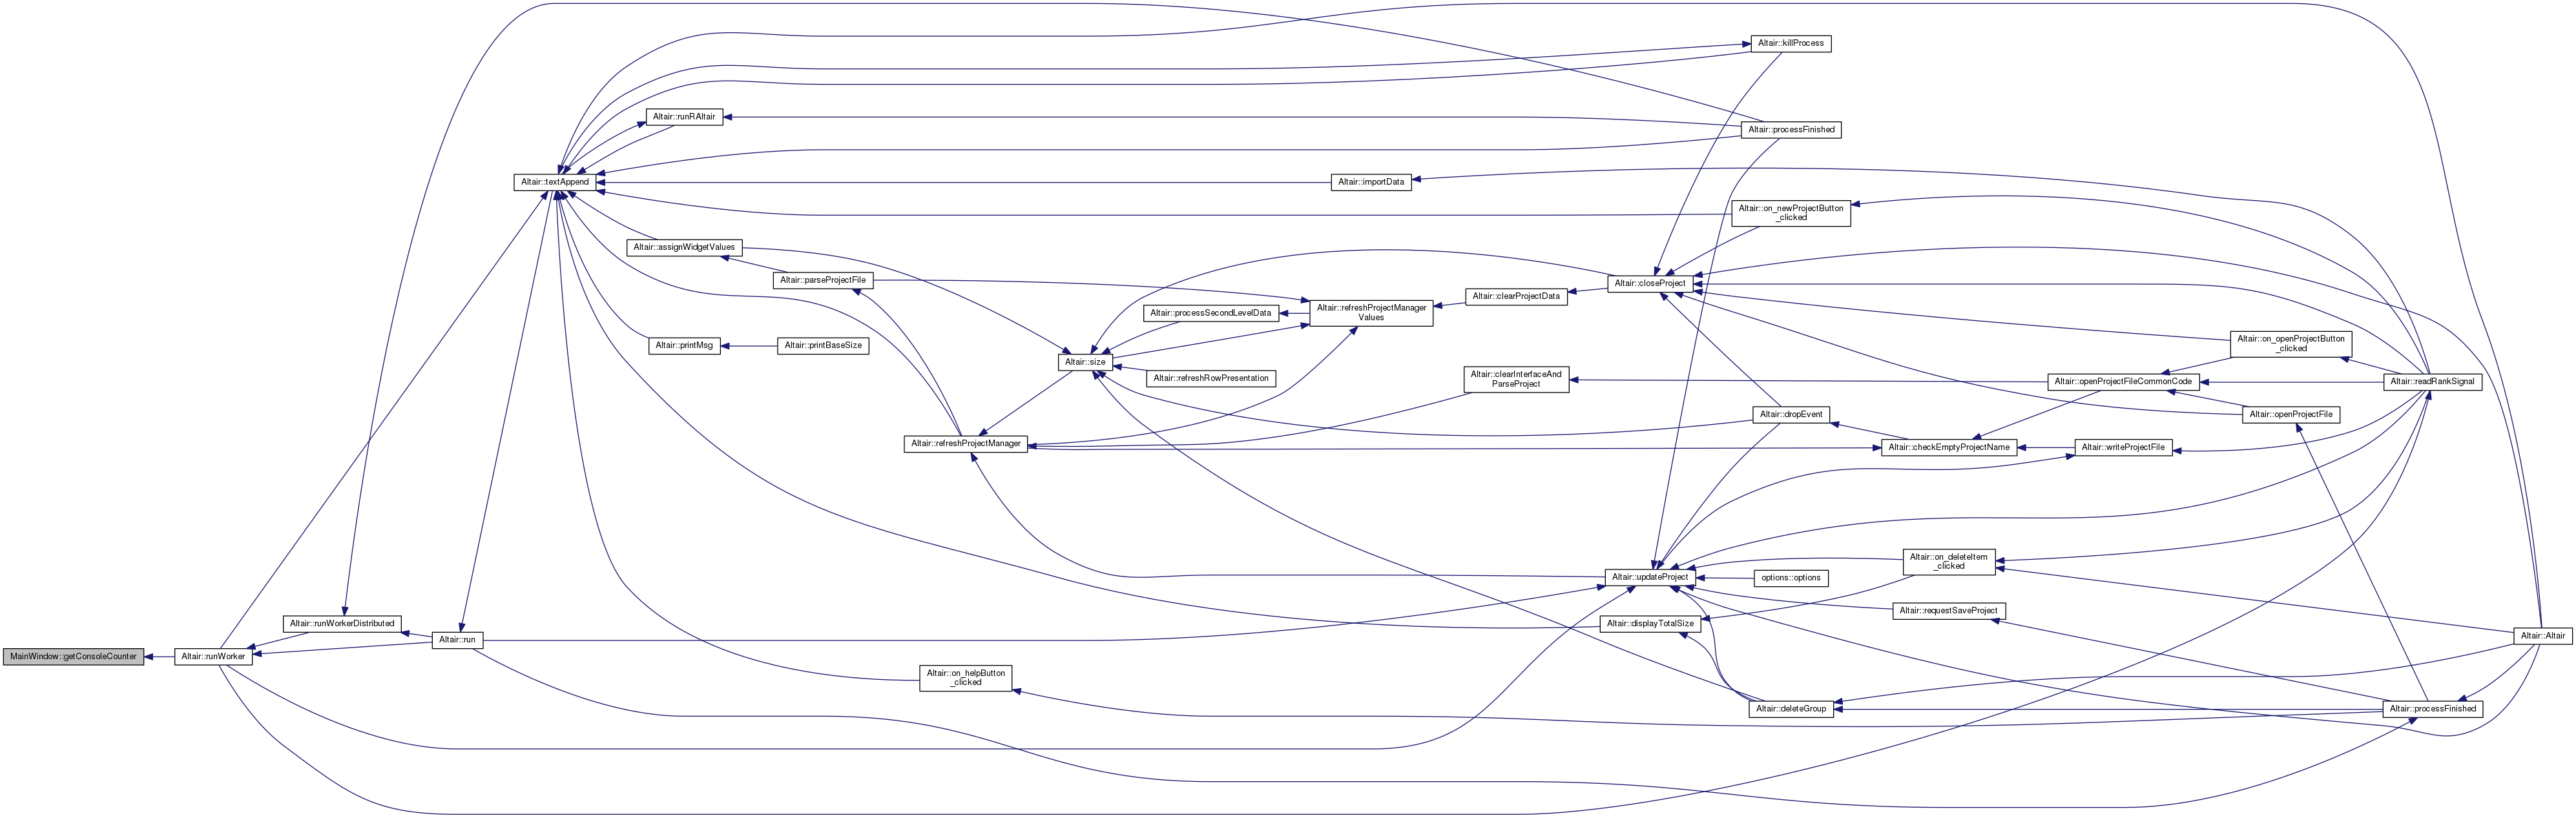 Altair::killProcess
Altair::runRAltair
Altair::processFinished
Altair::textAppend
Altair::importData
Altair::on_newProjectButton
_clicked
Altair::assignWidgetValues
Altair::parseProjectFile
Altair::closeProject
Altair::clearProjectData
Altair::refreshProjectManager
Values
Altair::processSecondLevelData
Altair::printMsg
Altair::printBaseSize
Altair::on_openProjectButton
_clicked
Altair::size
Altair::refreshRowPresentation
Altair::clearInterfaceAnd
ParseProject
Altair::openProjectFileCommonCode
Altair::readRankSignal
Altair::dropEvent
Altair::openProjectFile
Altair::refreshProjectManager
Altair::checkEmptyProjectName
Altair::writeProjectFile
Altair::on_deleteItem
_clicked
Altair::updateProject
options::options
Altair::requestSaveProject
Altair::runWorkerDistributed
Altair::displayTotalSize
Altair::run
Altair::Altair
MainWindow::getConsoleCounter
Altair::runWorker
Altair::on_helpButton
_clicked
Altair::deleteGroup
Altair::processFinished